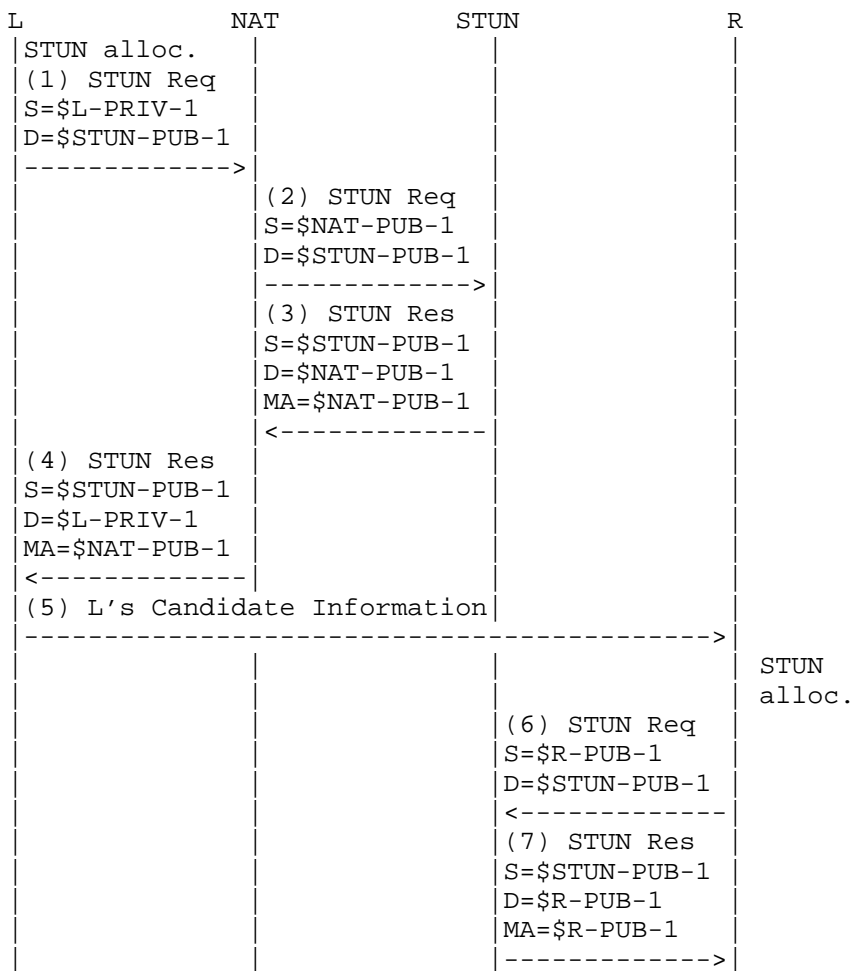 L                 NAT               STUN               R
|STUN alloc.       |                 |                 |
|(1) STUN Req      |                 |                 |
|S=$L-PRIV-1       |                 |                 |
|D=$STUN-PUB-1     |                 |                 |
|----------------->|                 |                 |
|                  |(2) STUN Req     |                 |
|                  |S=$NAT-PUB-1     |                 |
|                  |D=$STUN-PUB-1    |                 |
|                  |---------------->|                 |
|                  |(3) STUN Res     |                 |
|                  |S=$STUN-PUB-1    |                 |
|                  |D=$NAT-PUB-1     |                 |
|                  |MA=$NAT-PUB-1    |                 |
|                  |<----------------|                 |
|(4) STUN Res      |                 |                 |
|S=$STUN-PUB-1     |                 |                 |
|D=$L-PRIV-1       |                 |                 |
|MA=$NAT-PUB-1     |                 |                 |
|<-----------------|                 |                 |
|(5) L's Candidate Information|                        |
|----------------------------------------------------->|
|                  |                 |                 | STUN
|                  |                 |                 | alloc.
|                  |                 |(6) STUN Req     |
|                  |                 |S=$R-PUB-1       |
|                  |                 |D=$STUN-PUB-1    |
|                  |                 |<----------------|
|                  |                 |(7) STUN Res     |
|                  |                 |S=$STUN-PUB-1    |
|                  |                 |D=$R-PUB-1       |
|                  |                 |MA=$R-PUB-1      |
|                  |                 |---------------->|